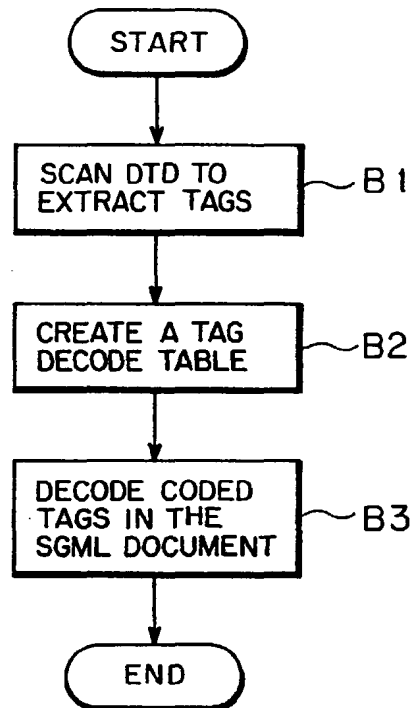 START
SCAN DTD TO
EXTRACT TAGS
B1
CREATE A TAG
DECODE TABLE
B2
DECODE CODED
TAGS IN THE
SGML DOCUMENT
B3
END